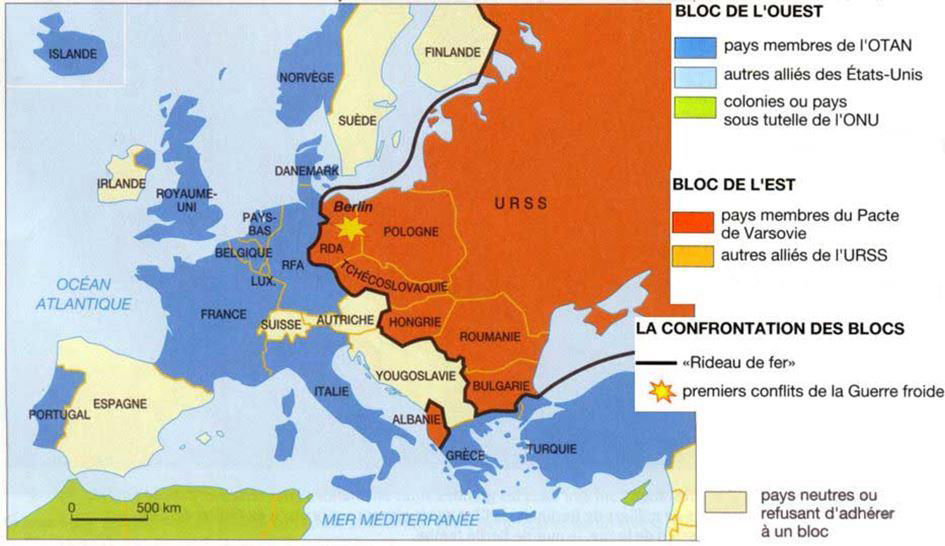 BLOC DE L'OUEST
pays membres de l'OTAN
autres alliés des États-Unis
colonies ou pays
sous tutelle de l'ONU
BLOC DE L'EST
pays membres du Pacte
de Varsovie
autres alliés de l'URSS
LA CONFRONTATION DES BLOCS
«Rideau de fer»
premiers conflits de la Guerre froide
pays neutres ou
refusant d'adhérer
à un bloc
ISLANDE
FINLANDE
NORVÈGE
SUÈDE
DANEMARK
IRLANDE
ROYAUME-
UNI
URSS
Berlin
PAYS-
BAS
POLOGNE
RDA
BELGIQUE
RFA
LUX.
TCHÉCOSLOVAQUIE
OCÉAN
ATLANTIQUE
FRANCE
SUISSE
AUTRICHE
HONGRIE
ROUMANIE
YOUGOSLAVIE
BULGARIE
ITALIE
ESPAGNE
PORTUGAL
ALBANIE
GRÈCE
TURQUIE
0 500 km
MER MÉDITERRANÉE